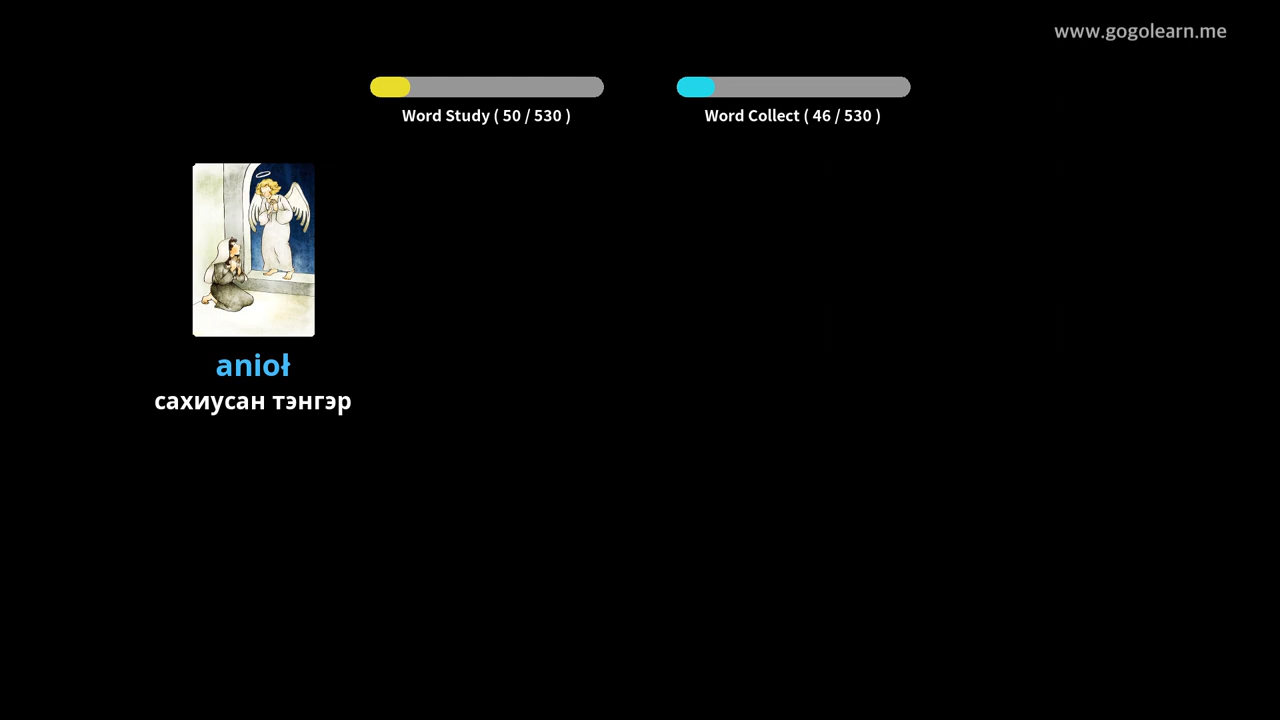 www.gogolearn.me
Word Study ( 50 / 530 )
Word Collect ( 46 / 530 )
anioł
сахиусан тэнгэр